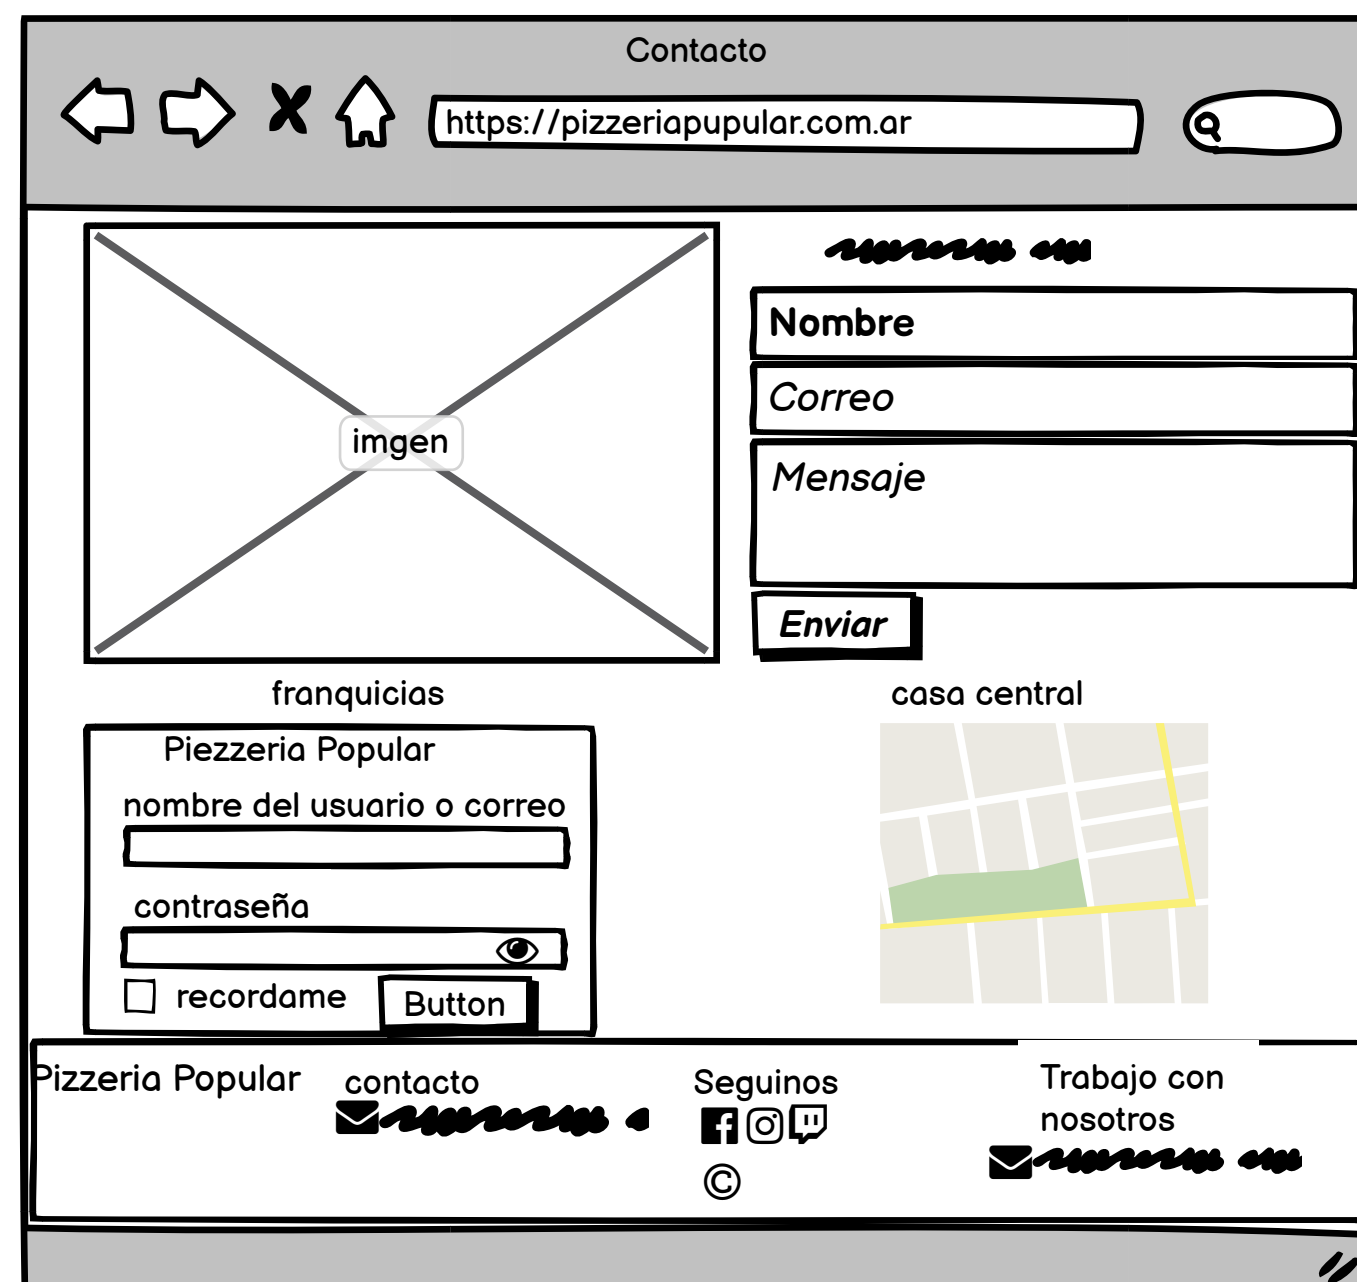 Contacto
https://pizzeriapupular.com.ar
imgen
Nombre
Correo
Mensaje
Enviar
franquicias
casa central
Piezzeria Popular
nombre del usuario o correo
contraseña
recordame
Button
Pizzeria Popular
contacto
Seguinos
©
Trabajo con
nosotros